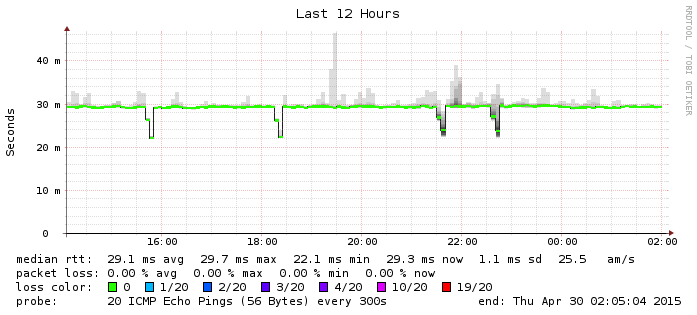 Last 12 Hours
RRDTOOL / TOBI OETIKER
Seconds
40 m
30 m
20 m
10 m
0
16:00 18:00 20:00 22:00 00:00 02:00
median rtt: 29.1 ms avg 29.7 ms max 22.1 ms min 29.3 ms now 1.1 ms sd 25.5 am/s
packet loss: 0.00 % avg 0.00 % max 0.00 % min 0.00 % now
loss color: 0 1/20 2/20 3/20 4/20 10/20 19/20
probe: 20 ICMP Echo Pings (56 Bytes) every 300s end: Thu Apr 30 02:05:04 2015